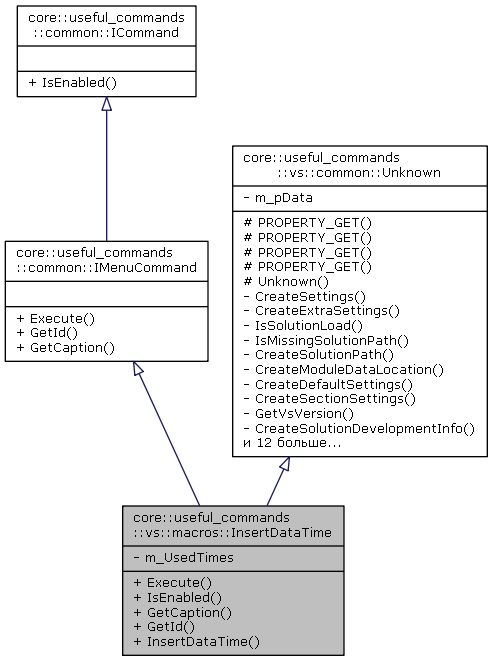 core::useful_commands
::common::ICommand
+ IsEnabled()
core::useful_commands
::vs::common::Unknown
- m_pData
# PROPERTY_GET()
# PROPERTY_GET()
# PROPERTY_GET()
# PROPERTY_GET()
# Unknown()
- CreateSettings()
- CreateExtraSettings()
- IsSolutionLoad()
- IsMissingSolutionPath()
- CreateSolutionPath()
- CreateModuleDataLocation()
- CreateDefaultSettings()
- CreateSectionSettings()
- GetVsVersion()
- CreateSolutionDevelopmentInfo()
и 12 больше...
core::useful_commands
::common::IMenuCommand
+ Execute()
+ GetId()
+ GetCaption()
core::useful_commands
::vs::macros::InsertDataTime
- m_UsedTimes
+ Execute()
+ IsEnabled()
+ GetCaption()
+ GetId()
+ InsertDataTime()